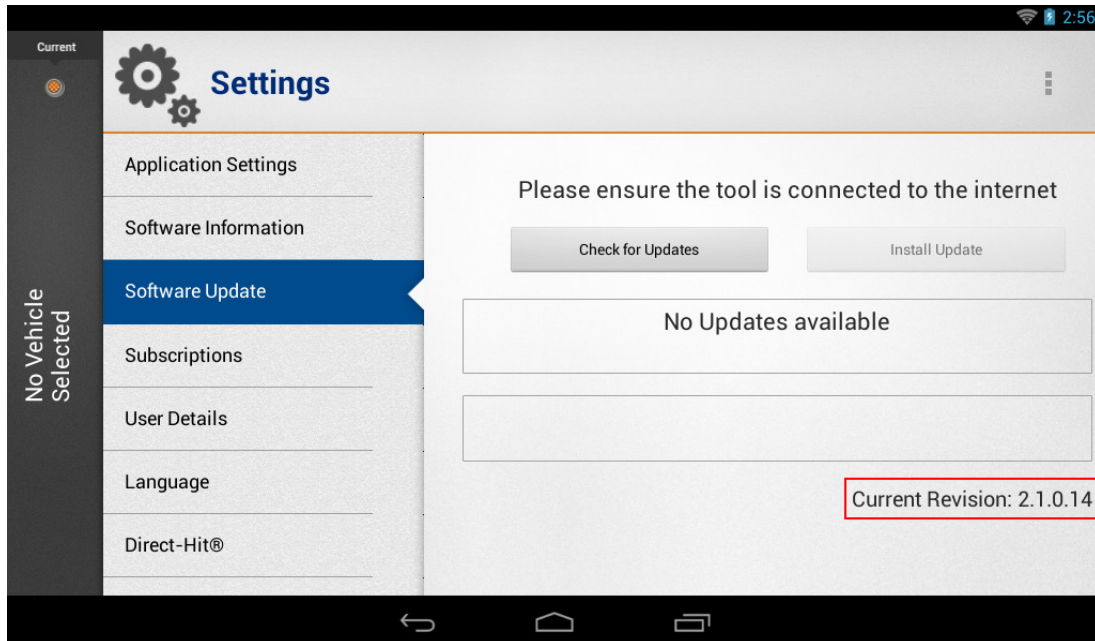 2:56
Current
Settings
No Vehicle
Selected
Application Settings
Software Information
Software Update
Subscriptions
User Details
Language
Direct-Hit®
Please ensure the tool is connected to the internet
Check for Updates
Install Update
No Updates available
Current Revision: 2.1.0.14